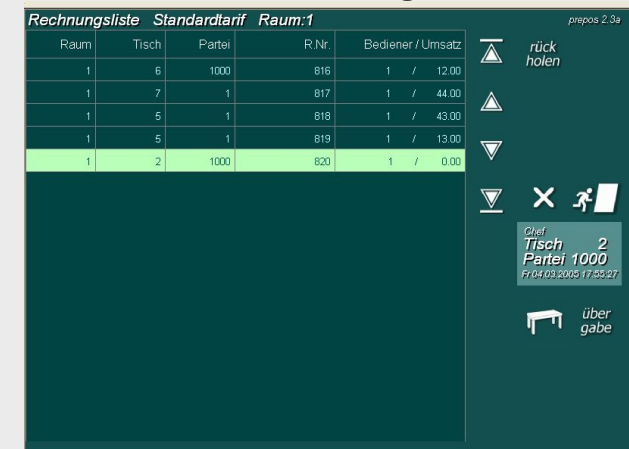 Rechnungsliste Standardtarif Raum:1
prepos 2.3a
Raum Tisch Partei R.Nr. Bediener / Umsatz
1 6 1000 816 1 / 12.00
1 7 1 817 1 / 44.00
1 5 1 818 1 / 43.00
1 5 1 819 1 / 13.00
1 2 1000 820 1 / 0.00
rück
holen
Chef
Tisch 2
Partei 1000
Fr 04.03.2005 17:55:27
über
gabe